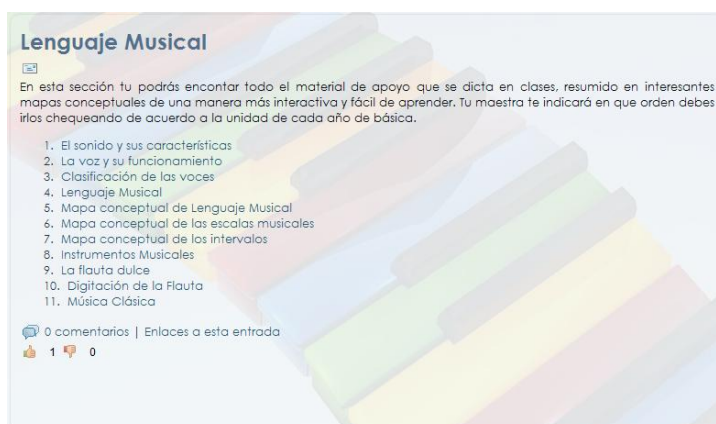 Lenguaje Musical
En esta sección tu podrás encontar todo el material de apoyo que se dicta en clases, resumido en interesantes
mapas conceptuales de una manera más interactiva y fácil de aprender. Tu maestra te indicará en que orden debes
irlos chequeando de acuerdo a la unidad de cada año de básica.
1. El sonido y sus características
2. La voz y su funcionamiento
3. Clasificación de las voces
4. Lenguaje Musical
5. Mapa conceptual de Lenguaje Musical
6. Mapa conceptual de las escalas musicales
7. Mapa conceptual de los intervalos
8. Instrumentos Musicales
9. La flauta dulce
10. Digitación de la Flauta
11. Música Clásica
0 comentarios | Enlaces a esta entrada
1 0